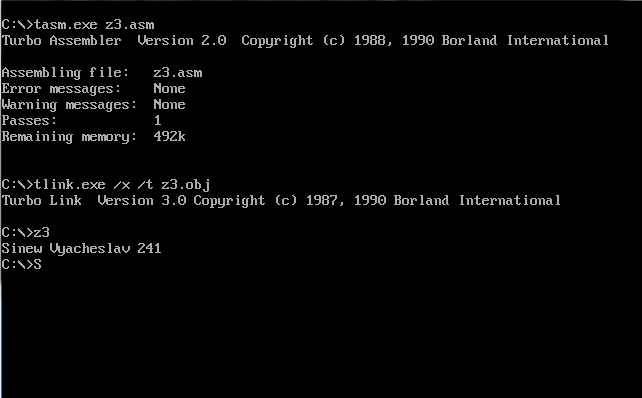 C:\>tasm.exe z3.asm
Turbo Assembler  Version 2.0  Copyright (c) 1988, 1990 Borland International
Assembling file:   z3.asm
Error messages:    None
Warning messages:  None
Passes:            1
Remaining memory:  492k
C:\>tlink.exe /x /t z3.obj
Turbo Link  Version 3.0 Copyright (c) 1987, 1990 Borland International
C:\>z3
Sinew Vyacheslav 241
C:\>S